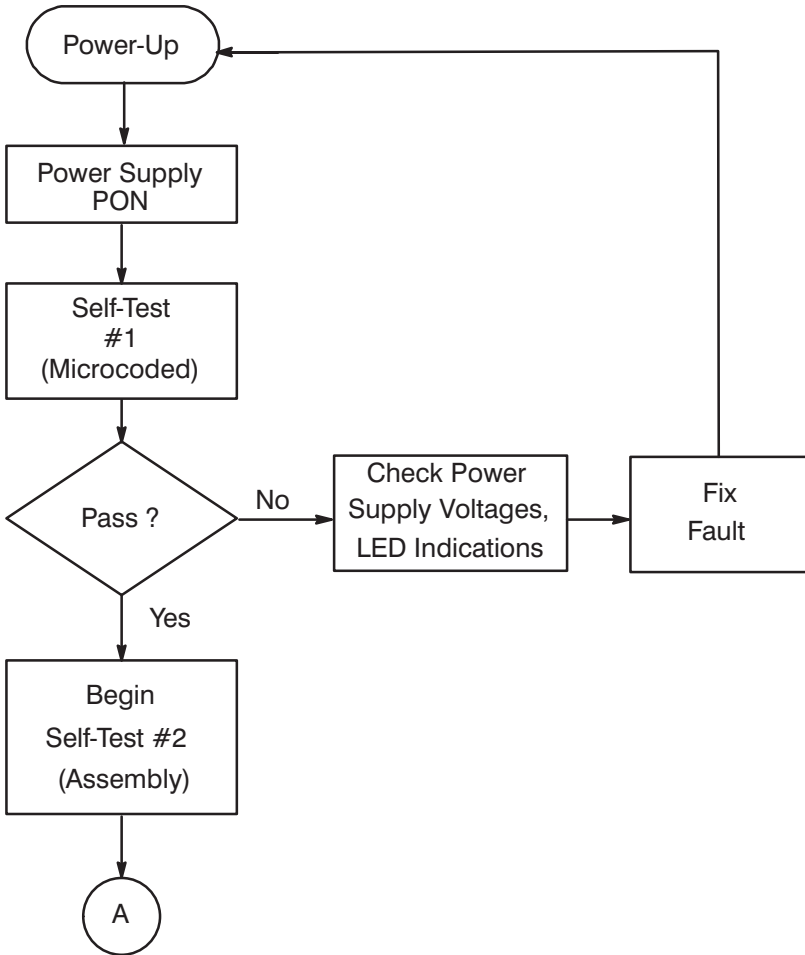 Power-Up
Power Supply
PON
Self-Test
#1
(Microcoded)
Pass ?
No
Check Power
Supply Voltages,
LED Indications
Fix
Fault
Yes
Begin
Self-Test #2
(Assembly)
A